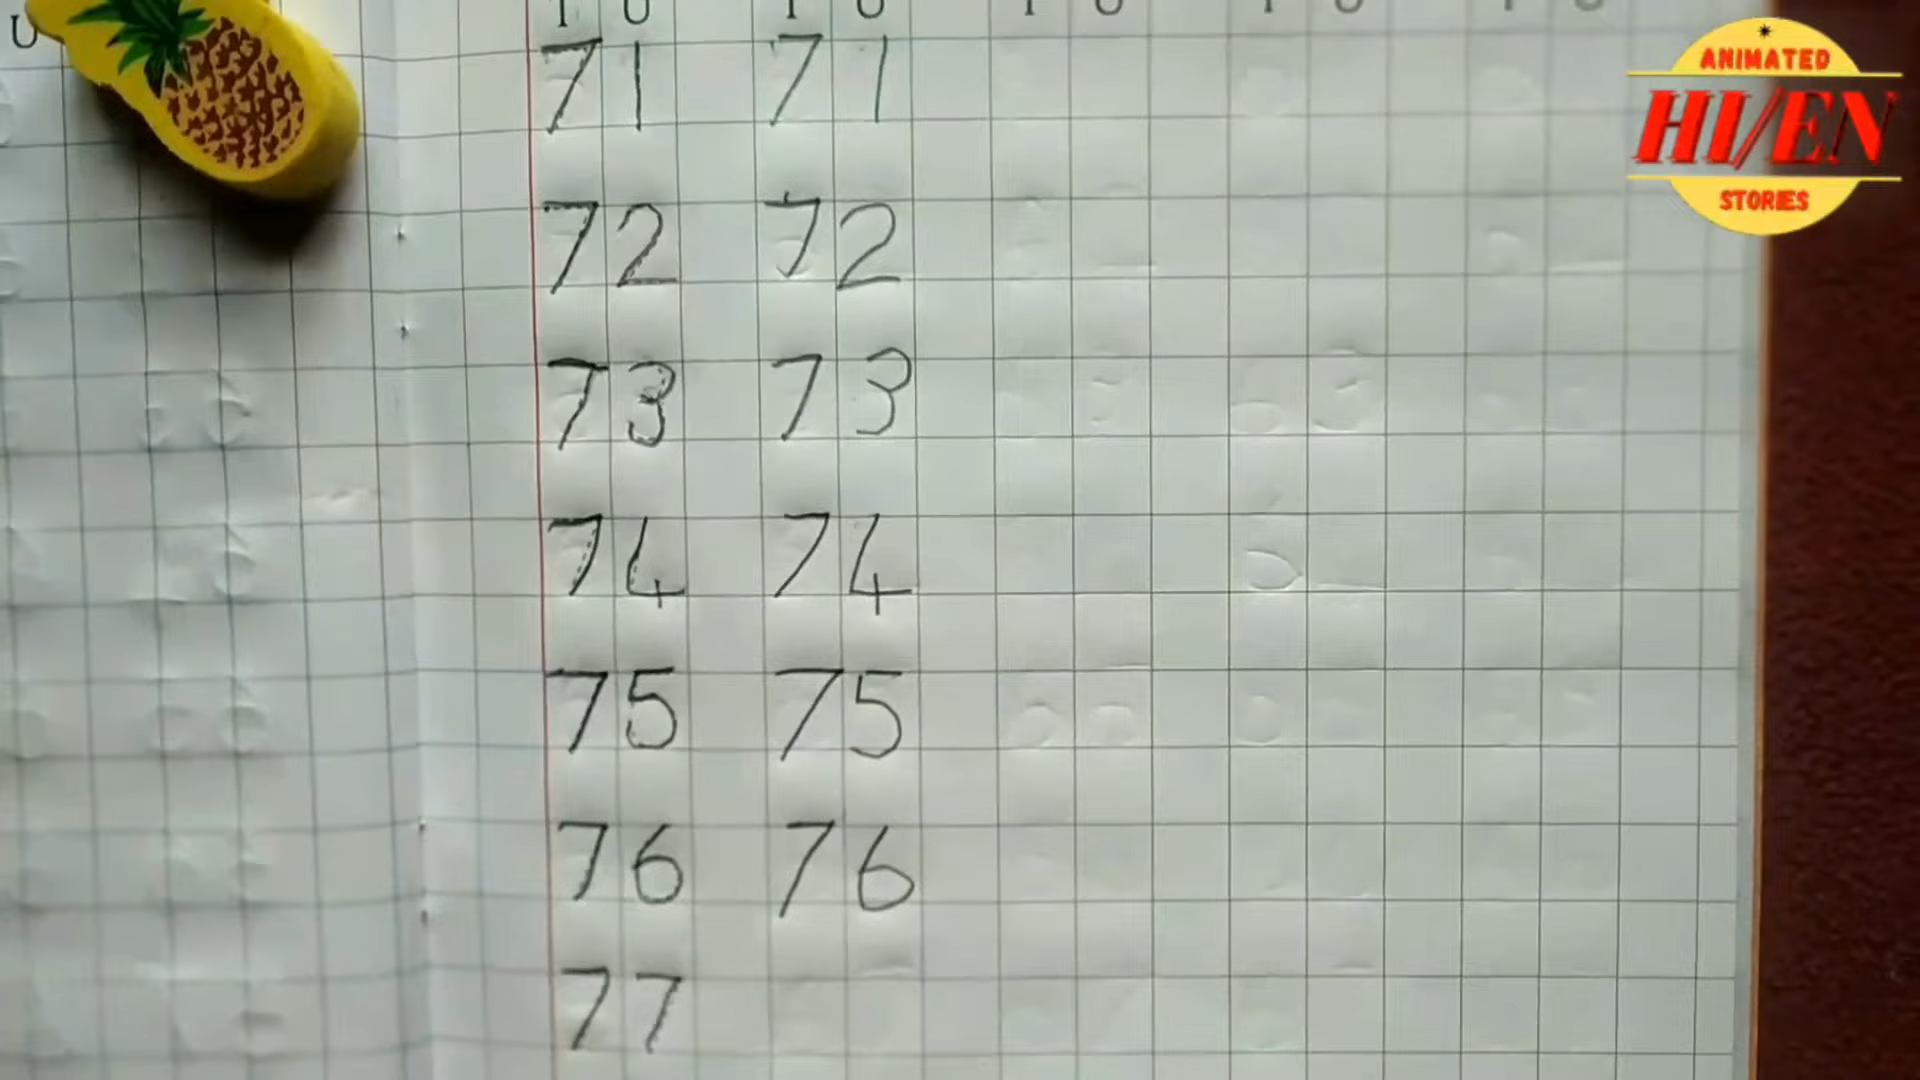 U
T U T U T U T U T U
71 71
72 72
73 73
74 74
75 75
76 76
77
ANIMATED
HI/EN
STORIES